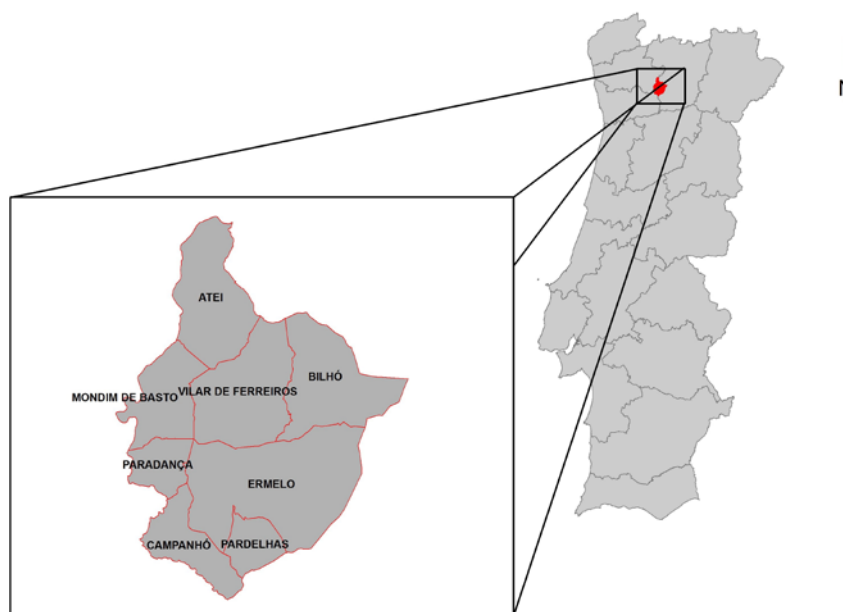 N
ATEI
BILHÓ
VILAR DE FERREIROS
MONDIM DE BASTO
PARADANÇA
ERMELO
CAMPANHÓ
PARDELHAS